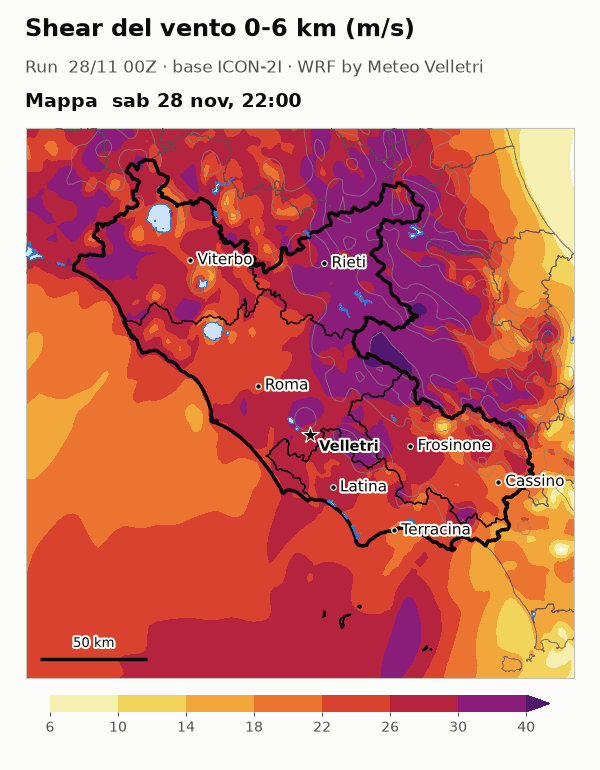 Shear del vento 0-6 km (m/s)
Run  28/11 00Z · base ICON-2I · WRF by Meteo Velletri
Mappa  sab 28 nov, 22:00
Viterbo
Rieti
Roma
Velletri
Frosinone
Latina
Cassino
Terracina
50 km
6 10 14 18 22 26 30 40